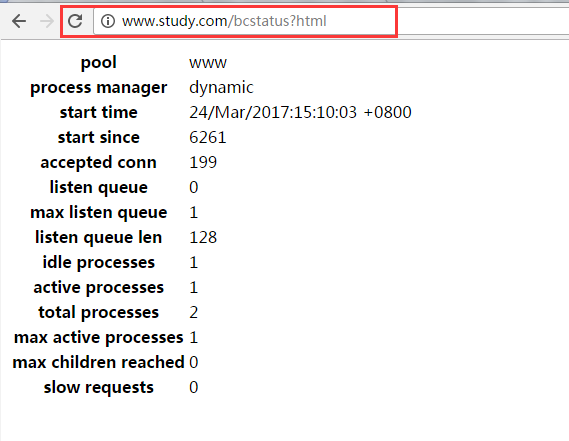 www.study.com/bcstatus?html
pool www
process manager dynamic
start time 24/Mar/2017:15:10:03 +0800
start since 6261
accepted conn 199
listen queue 0
max listen queue 1
listen queue len 128
idle processes 1
active processes 1
total processes 2
max active processes 1
max children reached 0
slow requests 0